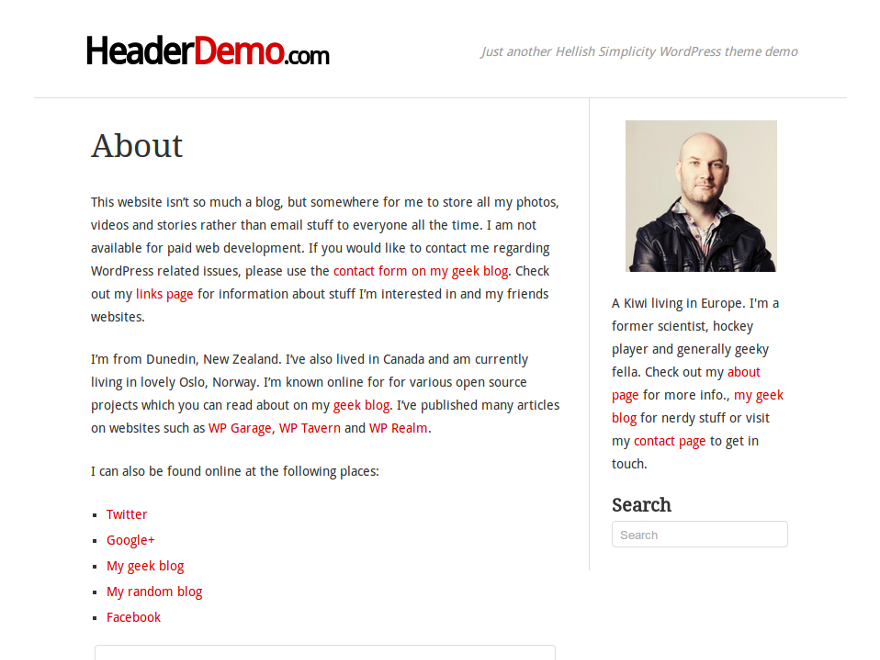 HeaderDemo.com
Just another Hellish Simplicity WordPress theme demo
About
This website isn't so much a blog, but somewhere for me to store all my photos,
videos and stories rather than email stuff to everyone all the time. I am not
available for paid web development. If you would like to contact me regarding
WordPress related issues, please use the contact form on my geek blog. Check
out my links page for information about stuff I'm interested in and my friends
websites.
I'm from Dunedin, New Zealand. I've also lived in Canada and am currently
living in lovely Oslo, Norway. I'm known online for for various open source
projects which you can read about on my geek blog. I've published many articles
on websites such as WP Garage, WP Tavern and WP Realm.
I can also be found online at the following places:
Twitter
Google+
My geek blog
My random blog
Facebook
A Kiwi living in Europe. I'm a
former scientist, hockey
player and generally geeky
fella. Check out my about
page for more info., my geek
blog for nerdy stuff or visit
my contact page to get in
touch.
Search
Search